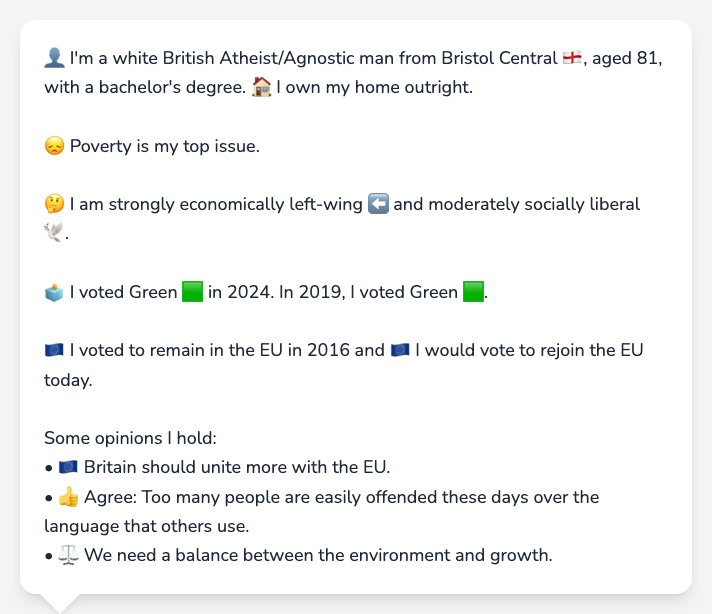 👤 I'm a white British Atheist/Agnostic man from Bristol Central 🏴󠁧󠁢󠁥󠁮󠁧󠁿, aged 81,
with a bachelor's degree. 🏠 I own my home outright.
😞 Poverty is my top issue.
🤔 I am strongly economically left-wing ⬅️ and moderately socially liberal
🕊️.
🗳️ I voted Green 🟩 in 2024. In 2019, I voted Green 🟩.
🇪🇺 I voted to remain in the EU in 2016 and 🇪🇺 I would vote to rejoin the EU
today.
Some opinions I hold:
• 🇪🇺 Britain should unite more with the EU.
• 👍 Agree: Too many people are easily offended these days over the
language that others use.
• ⚖️ We need a balance between the environment and growth.